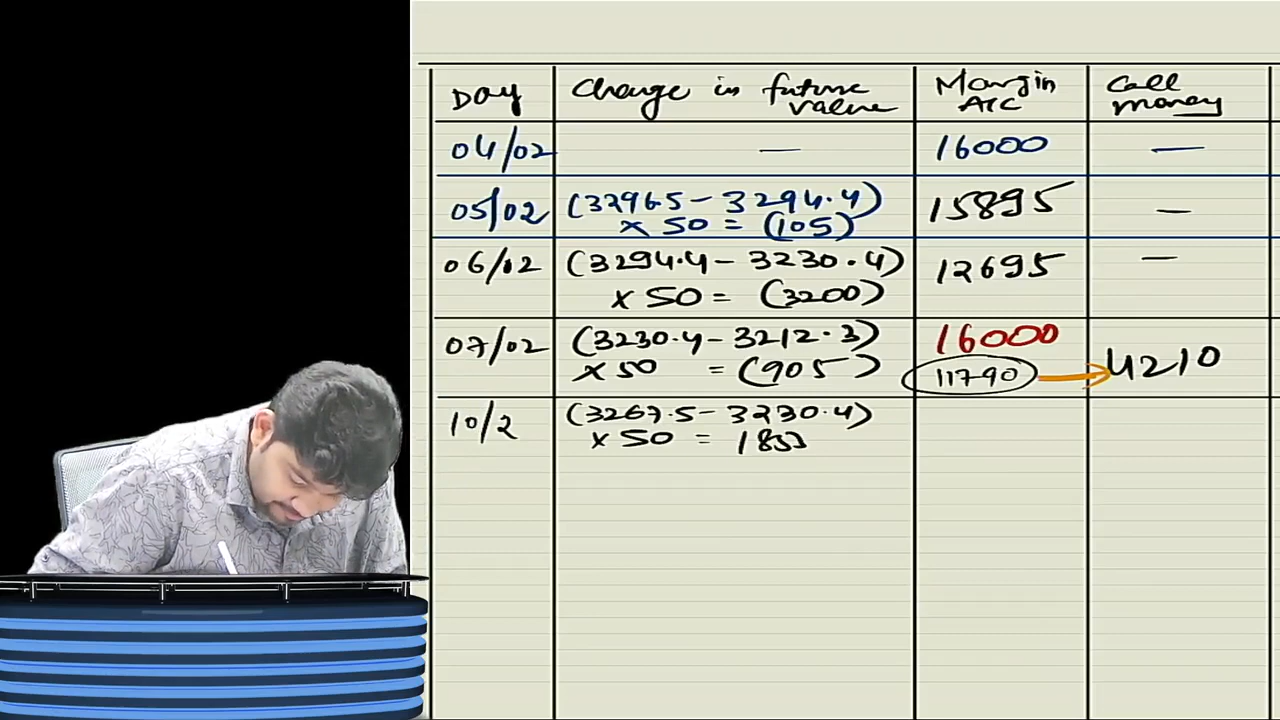 Day Change in future value Margin A/C Call money
04/02 — 16000 —
05/02 (3296.5 - 3294.4) × 50 = (105) 15895 —
06/02 (3294.4 - 3230.4) × 50 = (3200) 12695 —
07/02 (3230.4 - 3212.3) × 50 = (905) 16000 11790 4210
10/2 (3267.5 - 3230.4) × 50 = 1855